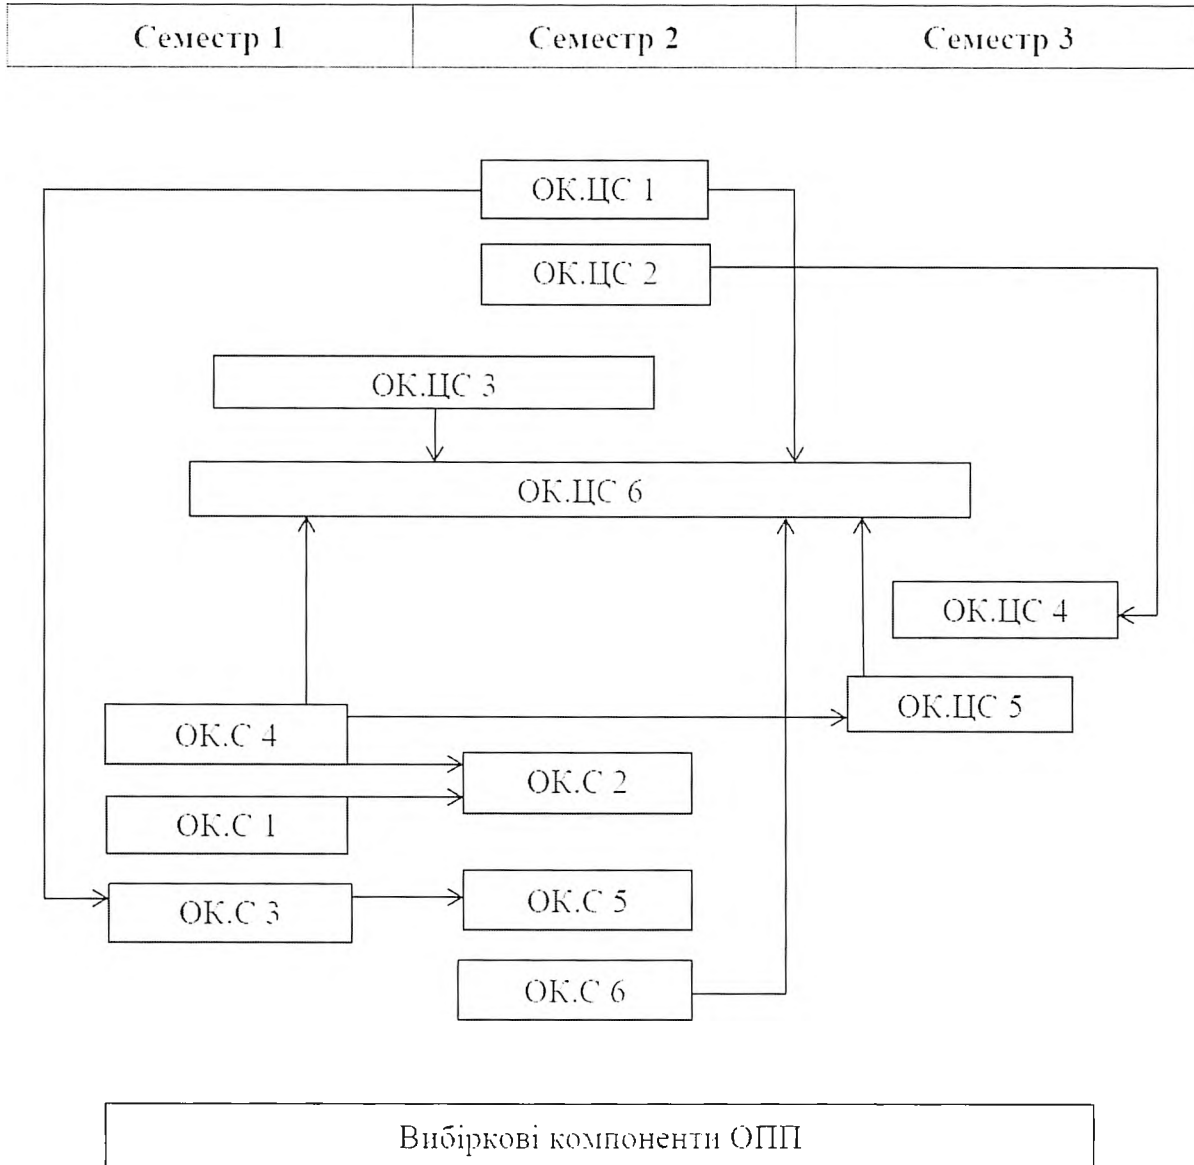 Семестр 1 Семестр 2 Семестр 3
ОК.ЦС 1
ОК.ЦС 2
ОК.ЦС 3
ОК.ЦС 6
ОК.ЦС 4
ОК.С 4
ОК.ЦС 5
ОК.С 2
ОК.С 1
ОК.С 3
ОК.С 5
ОК.С 6
Вибіркові компоненти ОПП